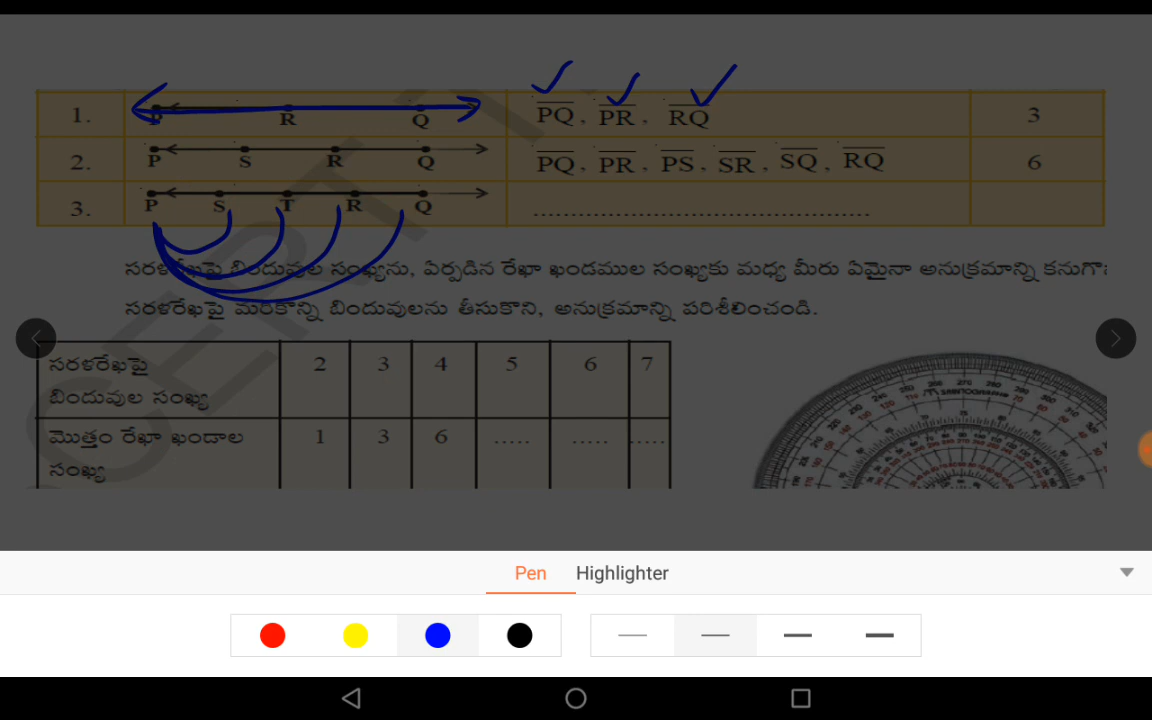 1. P R Q PQ, PR, RQ 3
2. P S R Q PQ, PR, PS, SR, SQ, RQ 6
3. P S T R Q ............................................
సరళరేఖపై బిందువుల సంఖ్యను, ఏర్పడిన రేఖా ఖండముల సంఖ్యకు మధ్య మీరు ఏమైనా అనుక్రమాన్ని
సరళరేఖపై మరికొన్ని బిందువులను తీసుకొని, అనుక్రమాన్ని పరిశీలించండి.
సరళరేఖపై 2 3 4 5 6 7
బిందువుల సంఖ్య
మొత్తం రేఖా ఖండాల 1 3 6 ..... ..... .....
సంఖ్య
Pen Highlighter